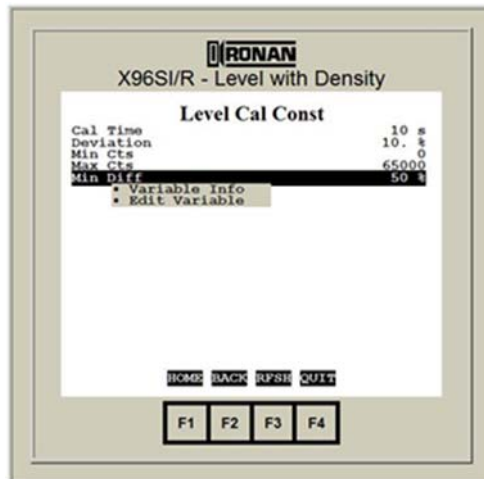 RONAN
X96SI/R - Level with Density
Level Cal Const
Cal Time 10 s
Deviation 10. %
Min Cts 0
Max Cts 65000
Min Diff 50 %
• Variable Info
• Edit Variable
HOME BACK RFSH QUIT
F1 F2 F3 F4